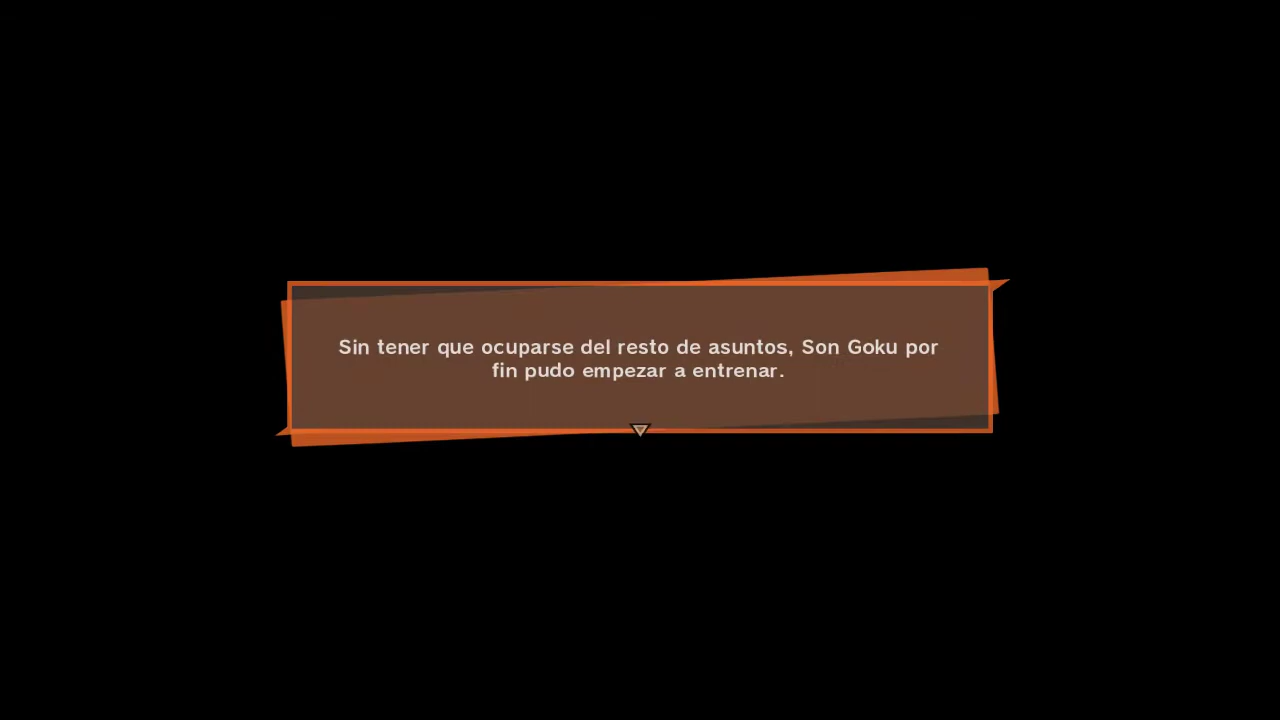 Sin tener que ocuparse del resto de asuntos, Son Goku por
fin pudo empezar a entrenar.